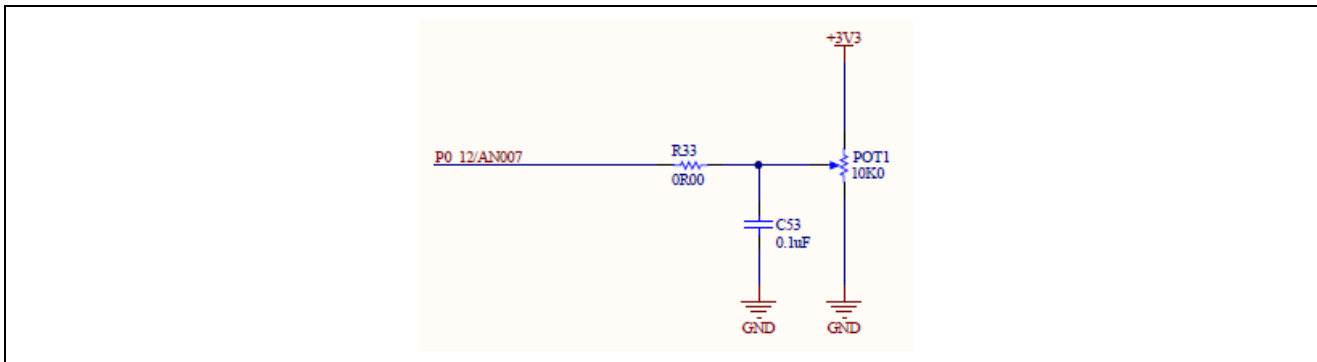 +3V3
P0_12/AN007
R33
0R00
POT1
10K0
C53
0.1uF
GND
GND